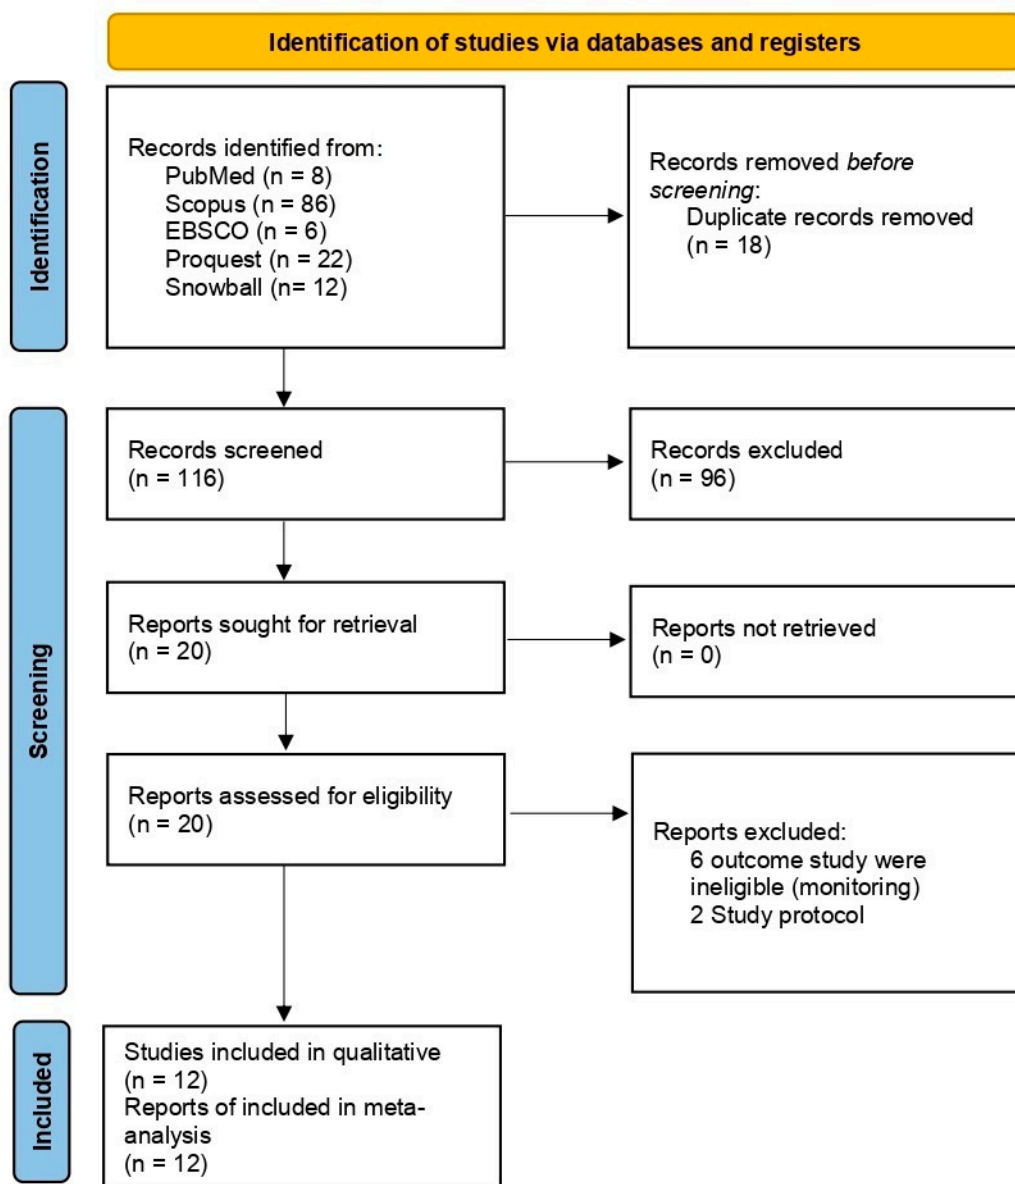 Identification of studies via databases and registers
Identification
Records identified from:
PubMed (n = 8)
Scopus (n = 86)
EBSCO (n = 6)
Proquest (n = 22)
Snowball (n= 12)
Records removed before
screening:
Duplicate records removed
(n = 18)
Screening
Records screened
(n = 116)
Records excluded
(n = 96)
Reports sought for retrieval
(n = 20)
Reports not retrieved
(n = 0)
Reports assessed for eligibility
(n = 20)
Reports excluded:
6 outcome study were
ineligible (monitoring)
2 Study protocol
Included
Studies included in qualitative
(n = 12)
Reports of included in meta-
analysis
(n = 12)